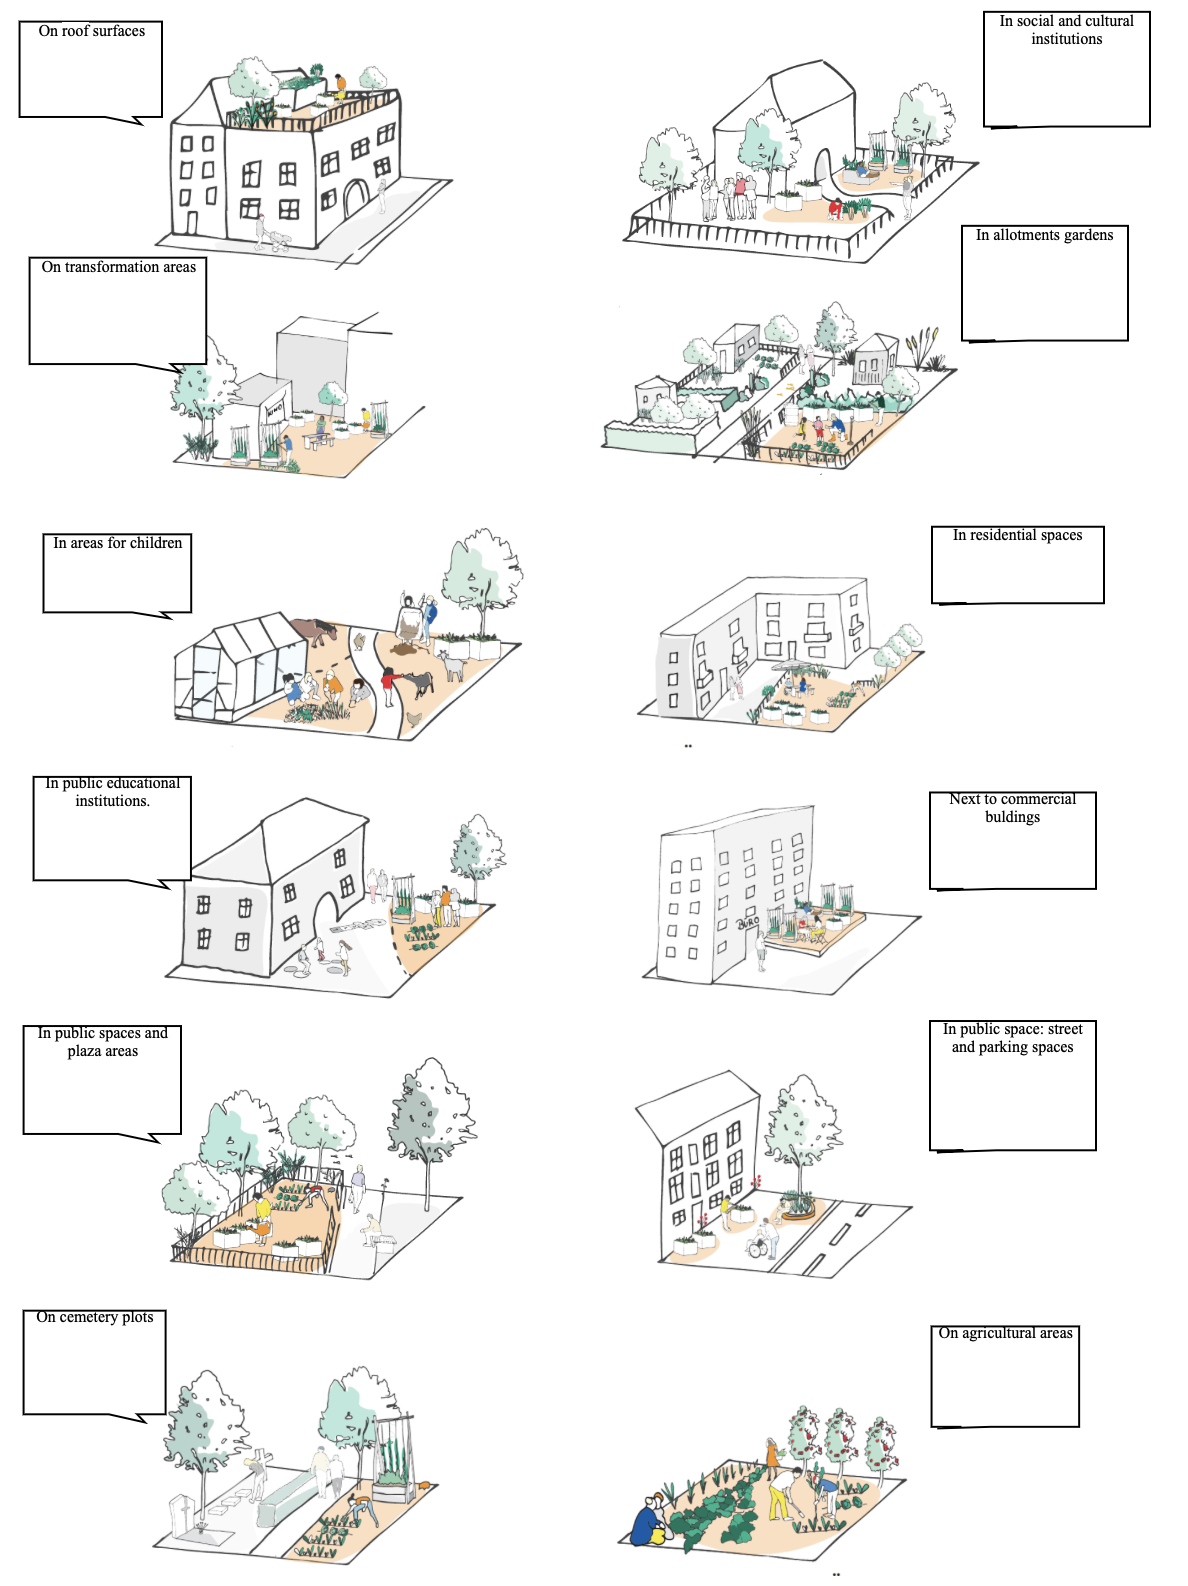 On roof surfaces
In social and cultural
institutions
On transformation areas
In allotments gardens
In areas for children
In residential spaces
In public educational
institutions.
Next to commercial
buldings
BÜRO
In public spaces and
plaza areas
In public space: street
and parking spaces
On cemetery plots
On agricultural areas